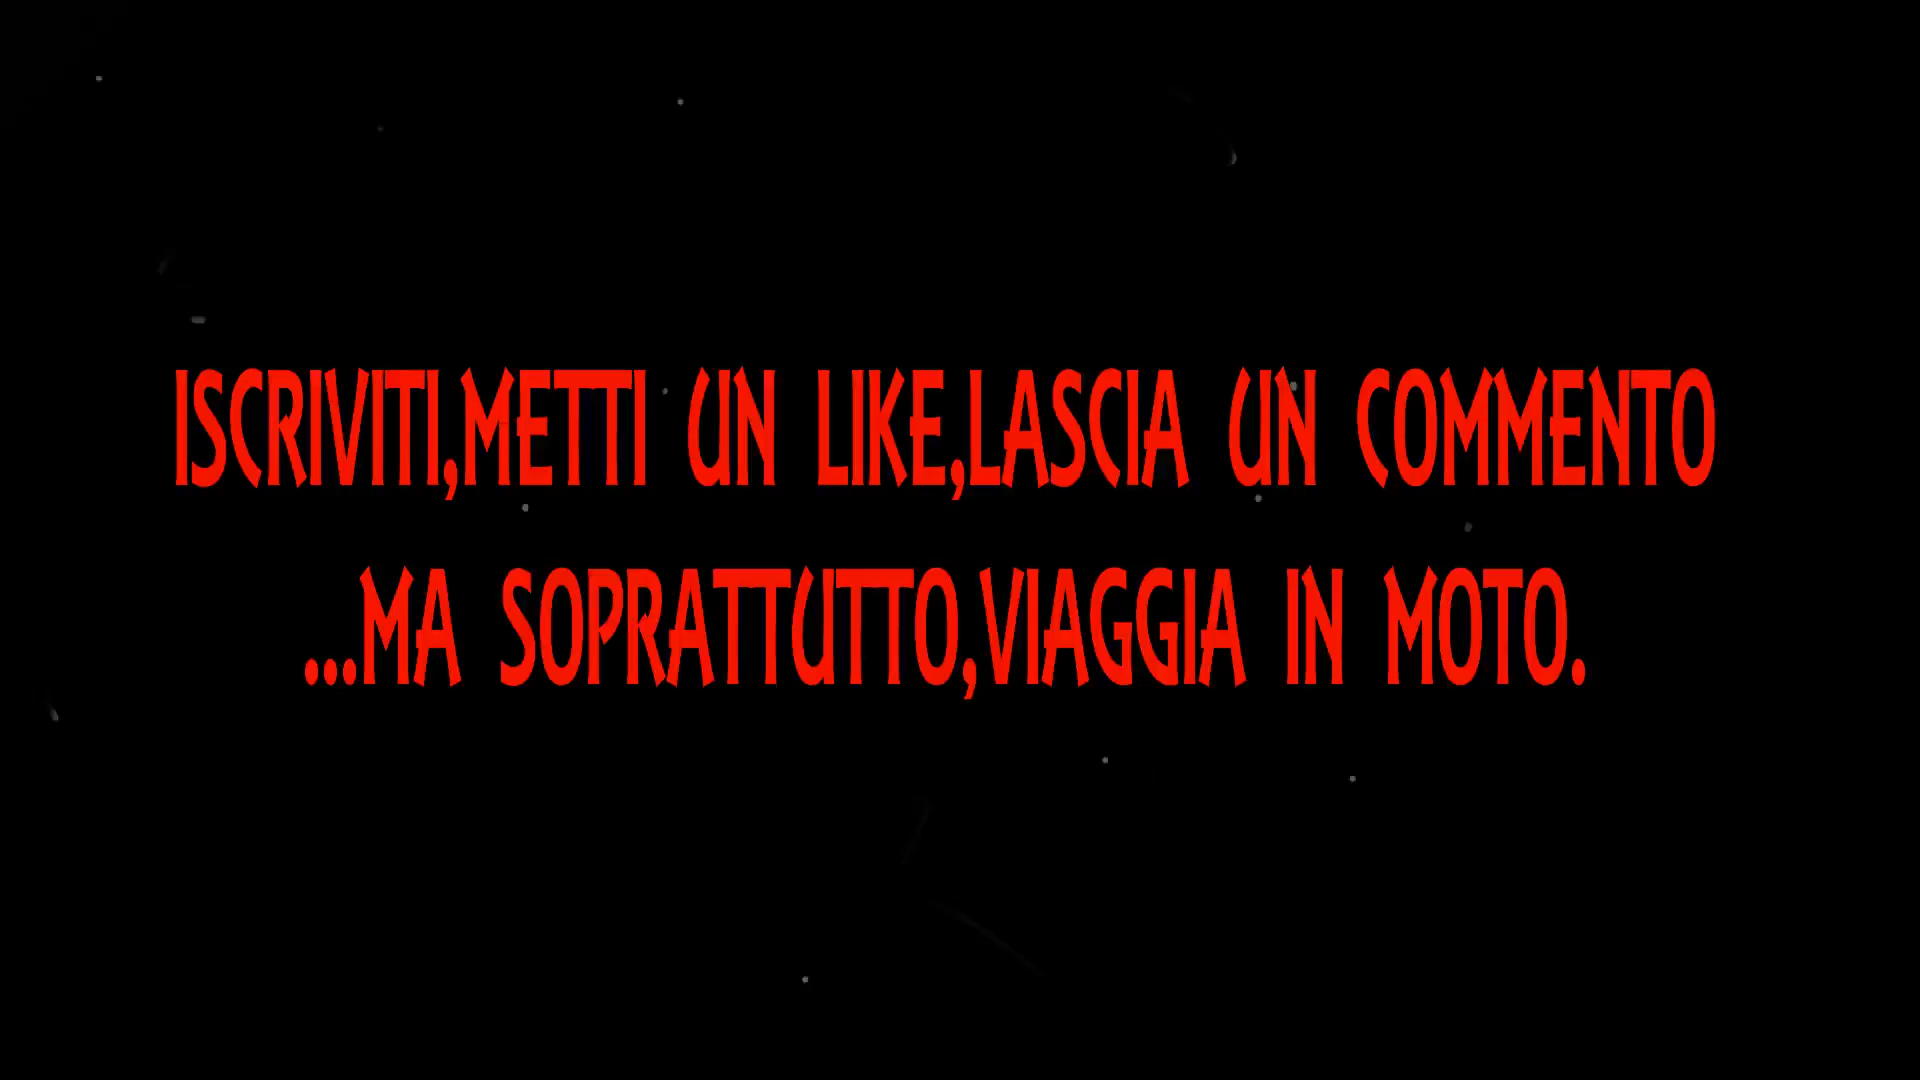 ISCRIVITI,METTI UN LIKE,LASCIA UN COMMENTO
...MA SOPRATTUTTO,VIAGGIA IN MOTO.